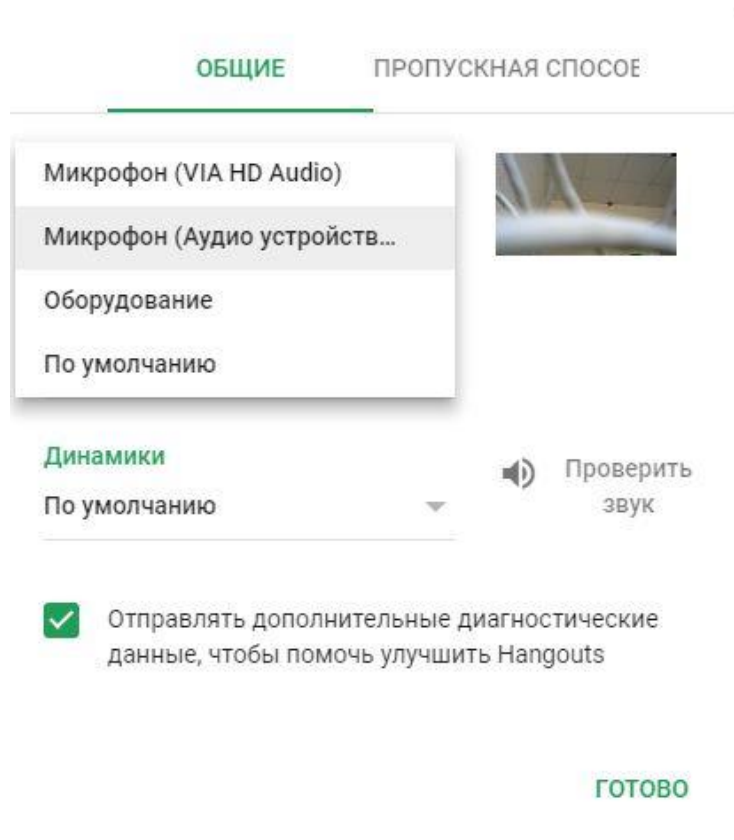 ОБЩИЕ ПРОПУСКНАЯ СПОСОБ
Микрофон (VIA HD Audio)
Микрофон (Аудио устройств...
Оборудование
По умолчанию
Динамики
По умолчанию
Проверить
звук
Отправлять дополнительные диагностические
данные, чтобы помочь улучшить Hangouts
ГОТОВО